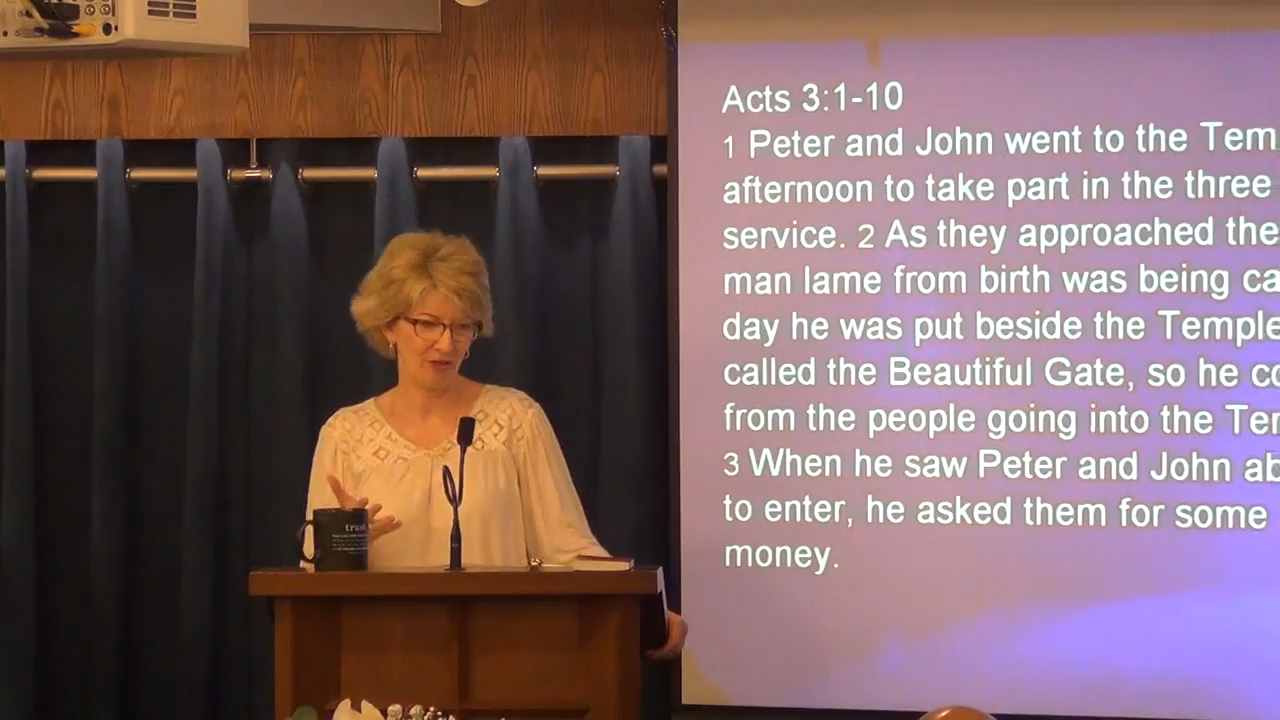 trust
Acts 3:1-10
1 Peter and John went to the Tem
afternoon to take part in the three
service. 2 As they approached the
man lame from birth was being ca
day he was put beside the Temple
called the Beautiful Gate, so he co
from the people going into the Tem
3 When he saw Peter and John ab
to enter, he asked them for some
money.